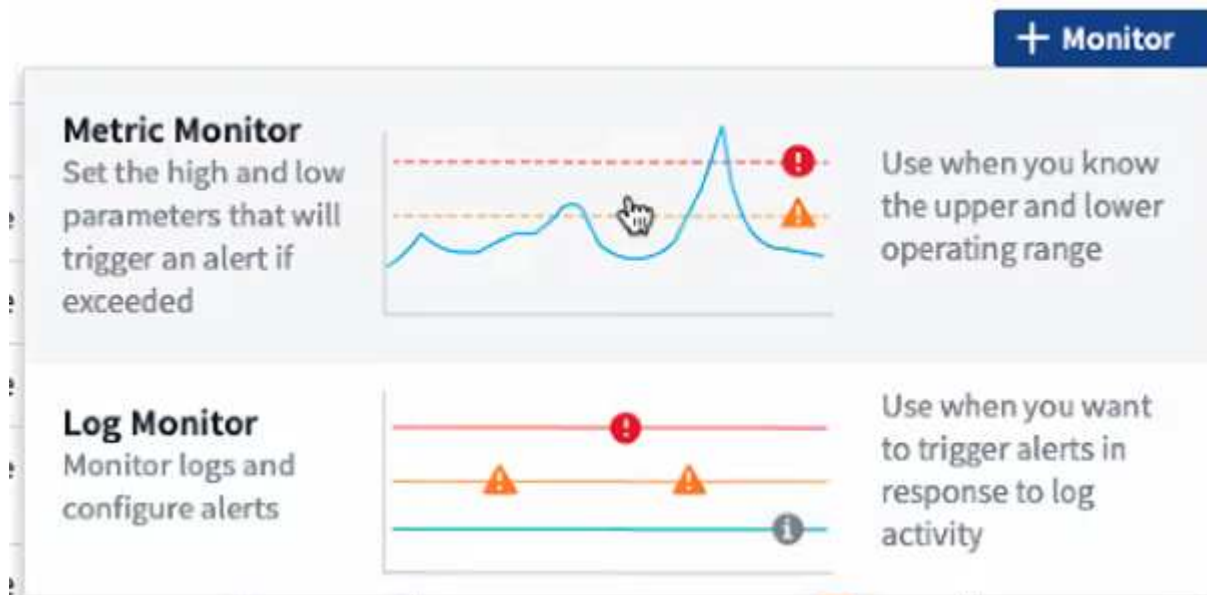 + Monitor
Metric Monitor
Set the high and low
parameters that will
trigger an alert if
exceeded
Use when you know
the upper and lower
operating range
Log Monitor
Monitor logs and
configure alerts
Use when you want
to trigger alerts in
response to log
activity